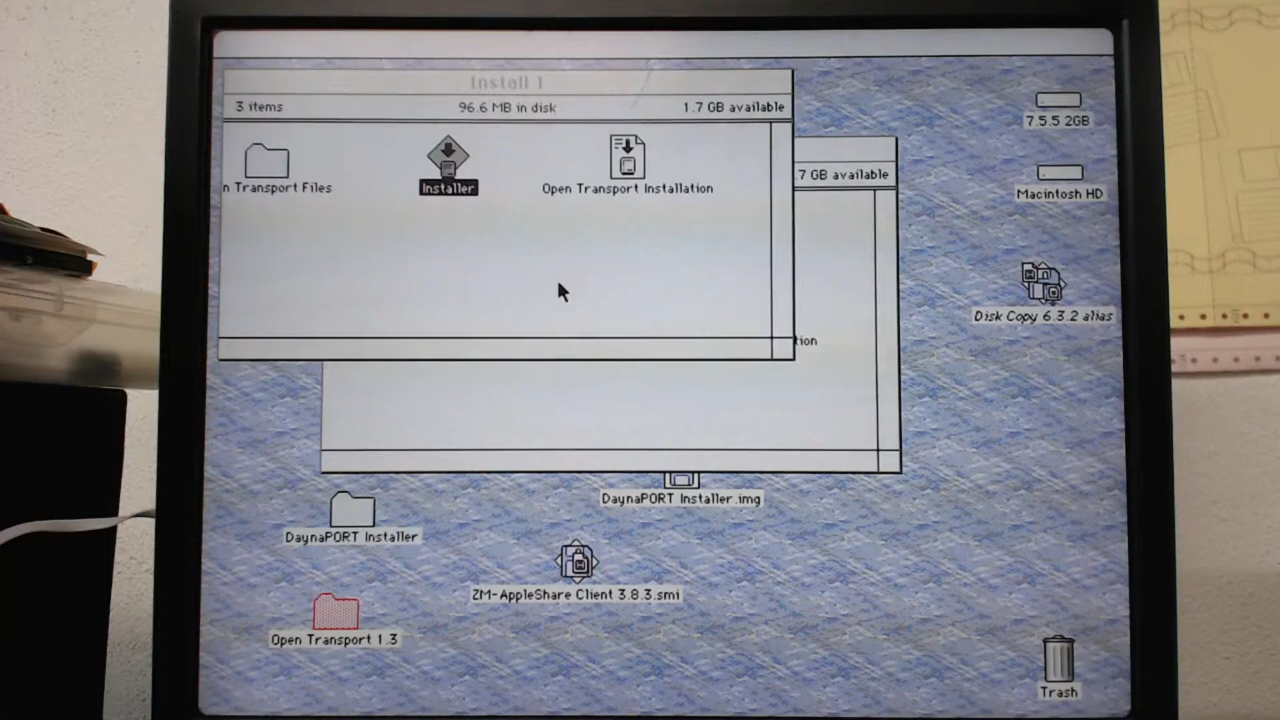 Install 1
3 items 96.6 MB in disk 1.7 GB available
n Transport Files Installer Open Transport Installation
.7 GB available
tion
7.5.5 2GB
Macintosh HD
Disk Copy 6.3.2 alias
DaynaPORT Installer.img
DaynaPORT Installer
ZM-AppleShare Client 3.8.3.smi
Open Transport 1.3
Trash